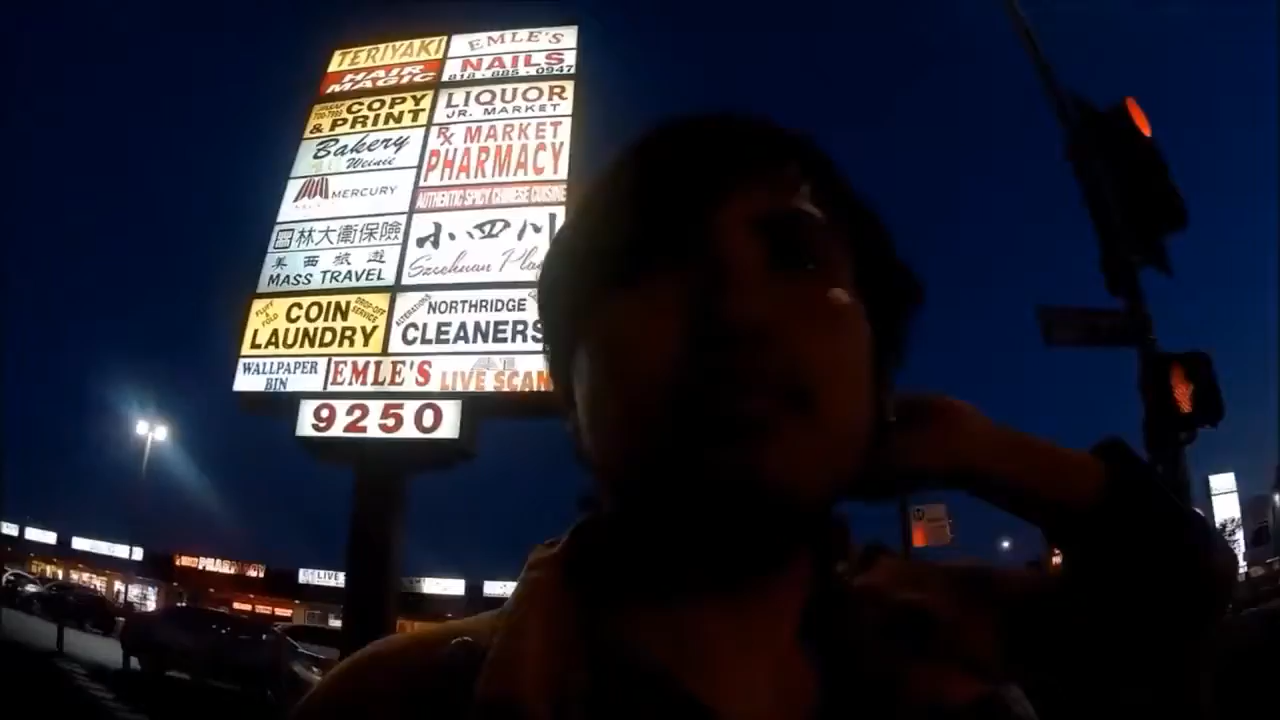 TERIYAKI
HAIR
MAGIC
COPY
& PRINT
Bakery
Weinie
MERCURY
林大衛保險
美西旅遊
MASS TRAVEL
FLUFF & FOLD
COIN
DROP-OFF SERVICE
LAUNDRY
WALLPAPER
BIN
EMLE'S
NAILS
818-885-0947
LIQUOR
JR. MARKET
RX MARKET
PHARMACY
AUTHENTIC SPICY CHINESE CUISINE
小四川
Szechuan
ALTERATIONS
NORTHRIDGE
CLEANERS
EMLE'S
LIVE SCAN
9250
PHARMACY
LIVE